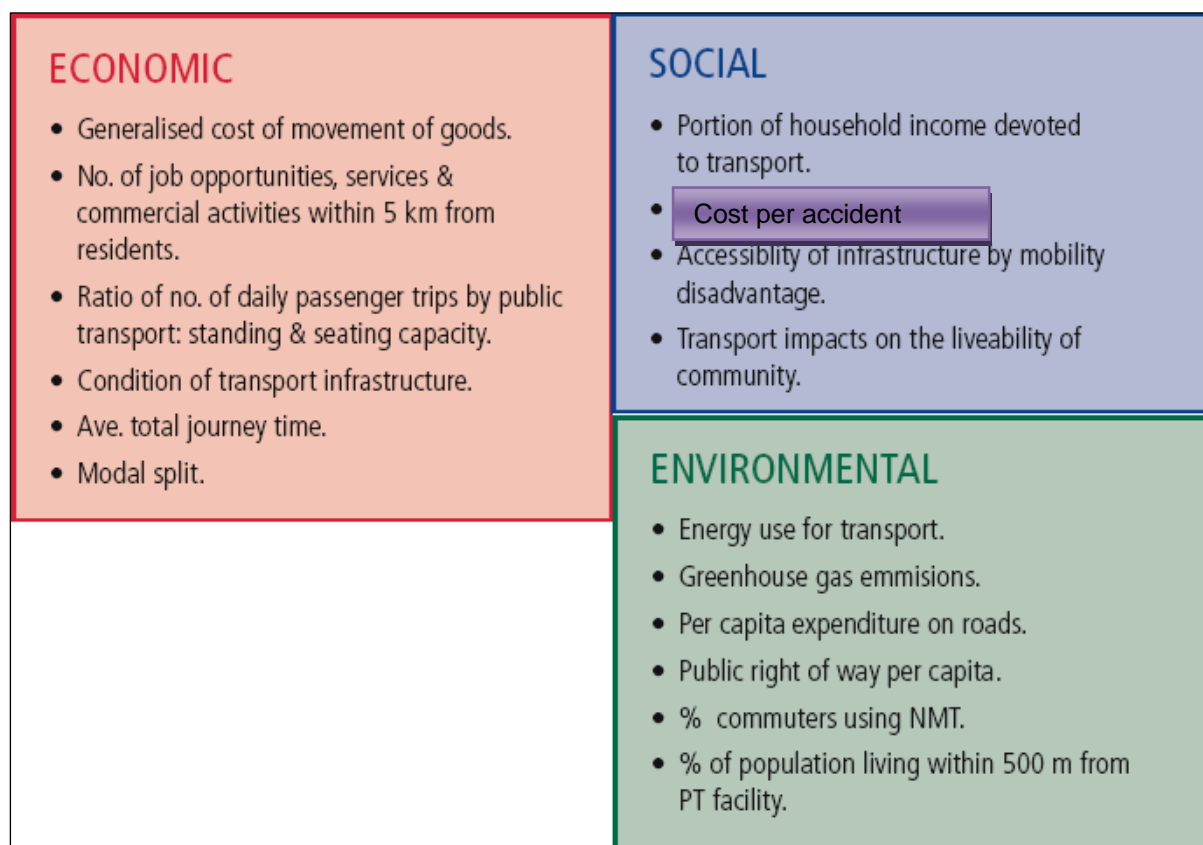 ECONOMIC
• Generalised cost of movement of goods.
• No. of job opportunities, services &
commercial activities within 5 km from
residents.
• Ratio of no. of daily passenger trips by public
transport: standing & seating capacity.
• Condition of transport infrastructure.
• Ave. total journey time.
• Modal split.
SOCIAL
• Portion of household income devoted
to transport.
• Cost per accident
• Accessiblity of infrastructure by mobility
disadvantage.
• Transport impacts on the liveability of
community.
ENVIRONMENTAL
• Energy use for transport.
• Greenhouse gas emmisions.
• Per capita expenditure on roads.
• Public right of way per capita.
• % commuters using NMT.
• % of population living within 500 m from
PT facility.